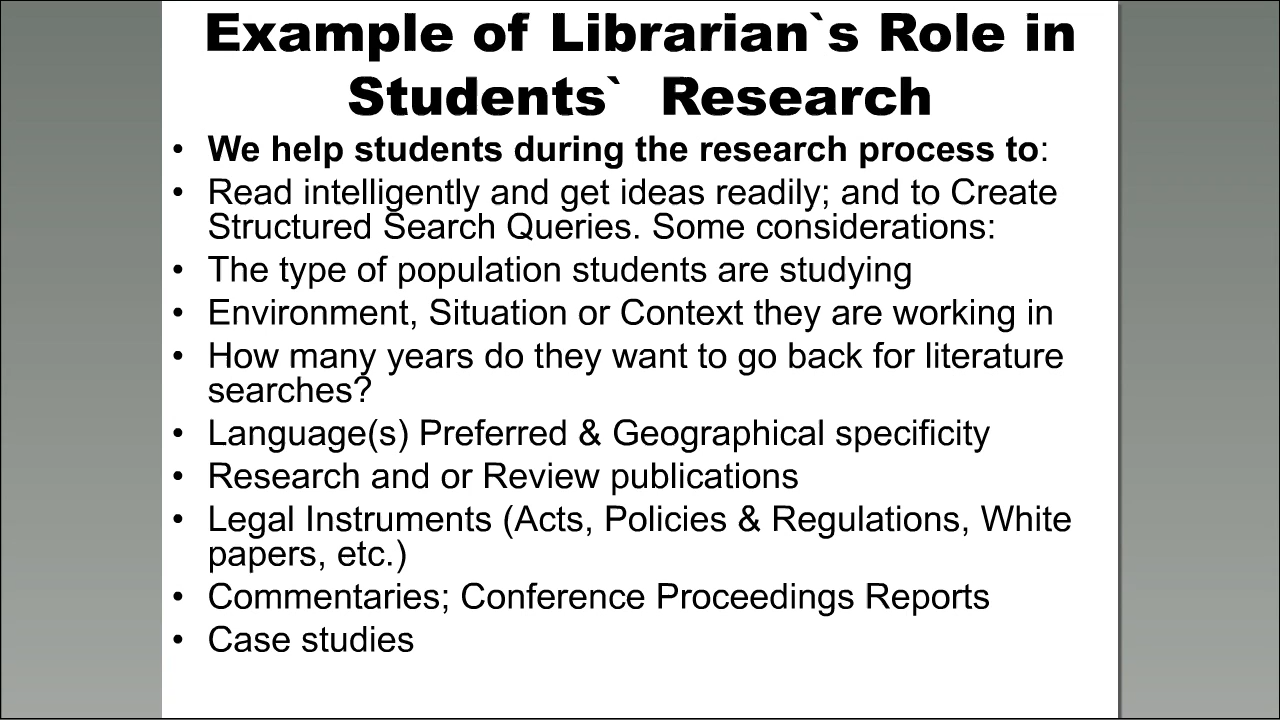 Example of Librarian`s Role in
Students`  Research
• We help students during the research process to:
• Read intelligently and get ideas readily; and to Create
Structured Search Queries. Some considerations:
• The type of population students are studying
• Environment, Situation or Context they are working in
• How many years do they want to go back for literature
searches?
• Language(s) Preferred & Geographical specificity
• Research and or Review publications
• Legal Instruments (Acts, Policies & Regulations, White
papers, etc.)
• Commentaries; Conference Proceedings Reports
• Case studies